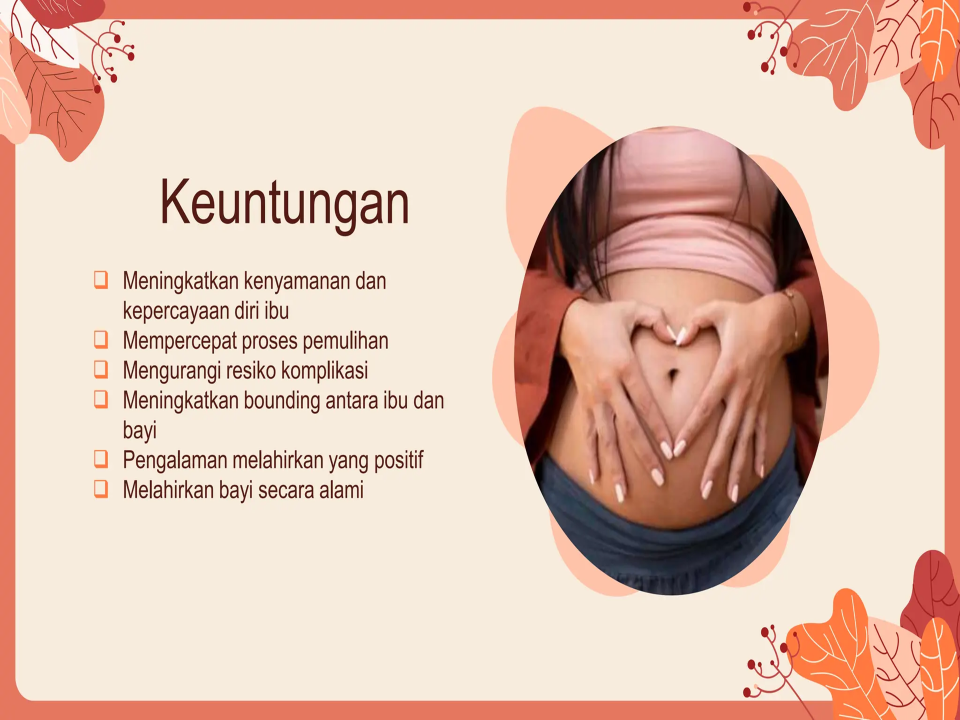 Keuntungan
Meningkatkan kenyamanan dan
kepercayaan diri ibu
Mempercepat proses pemulihan
Mengurangi resiko komplikasi
Meningkatkan bounding antara ibu dan
bayi
Pengalaman melahirkan yang positif
Melahirkan bayi secara alami